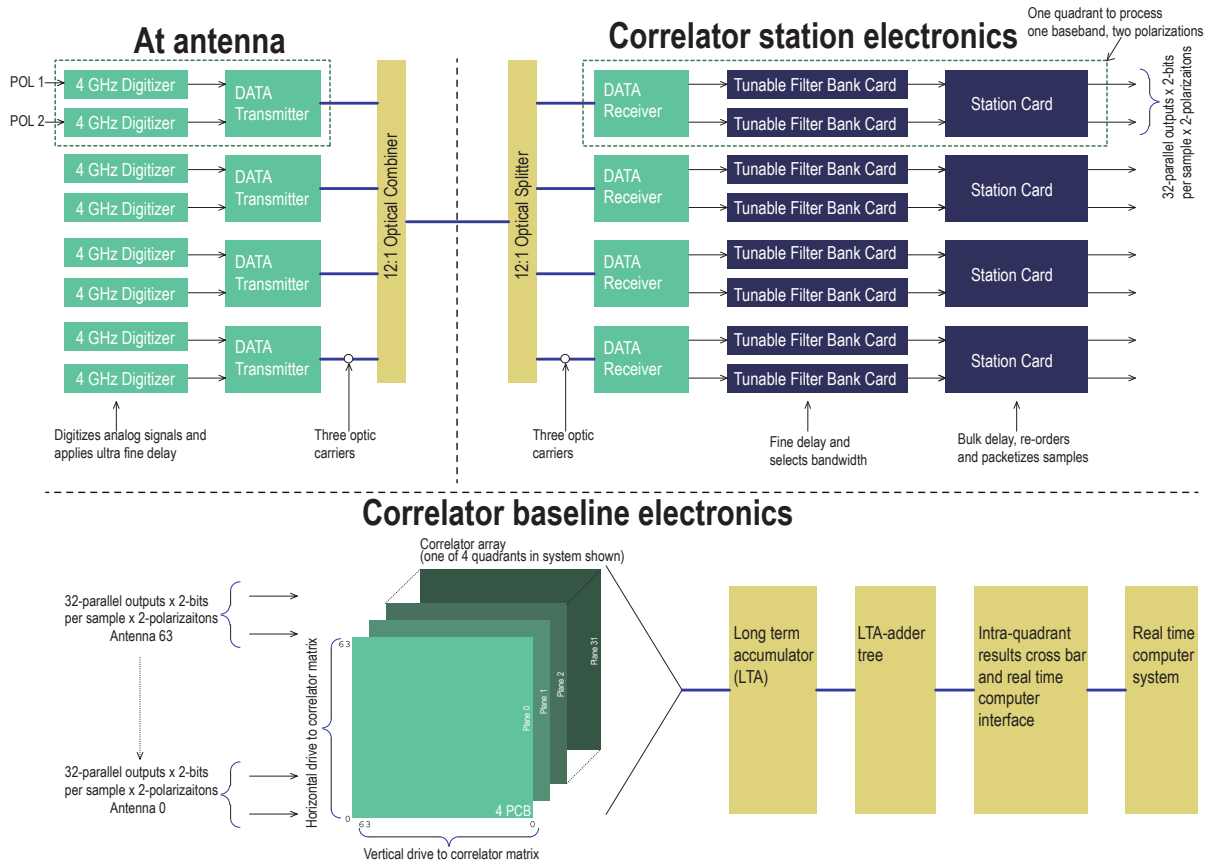 At antenna
Correlator station electronics
One quadrant to process
one baseband, two polarizations
POL 1
POL 2
4 GHz Digitizer
4 GHz Digitizer
DATA
Transmitter
4 GHz Digitizer
4 GHz Digitizer
DATA
Transmitter
4 GHz Digitizer
4 GHz Digitizer
DATA
Transmitter
4 GHz Digitizer
4 GHz Digitizer
DATA
Transmitter
12:1 Optical Combiner
12:1 Optical Splitter
DATA
Receiver
Tunable Filter Bank Card
Tunable Filter Bank Card
Station Card
DATA
Receiver
Tunable Filter Bank Card
Tunable Filter Bank Card
Station Card
DATA
Receiver
Tunable Filter Bank Card
Tunable Filter Bank Card
Station Card
DATA
Receiver
Tunable Filter Bank Card
Tunable Filter Bank Card
Station Card
32-parallel outputs x 2-bits
per sample x 2-polarizaitons
Digitizes analog signals and
applies ultra fine delay
Three optic
carriers
Three optic
carriers
Fine delay and
selects bandwidth
Bulk delay, re-orders
and packetizes samples
Correlator baseline electronics
Correlator array
(one of 4 quadrants in system shown)
32-parallel outputs x 2-bits
per sample x 2-polarizaitons
Antenna 63
32-parallel outputs x 2-bits
per sample x 2-polarizaitons
Antenna 0
Horizontal drive to correlator matrix
63
0
Plane 0
Plane 1
Plane 2
Plane 31
4 PCB
63
0
Vertical drive to correlator matrix
Long term
accumulator
(LTA)
LTA-adder
tree
Intra-quadrant
results cross bar
and real time
computer
interface
Real time
computer
system